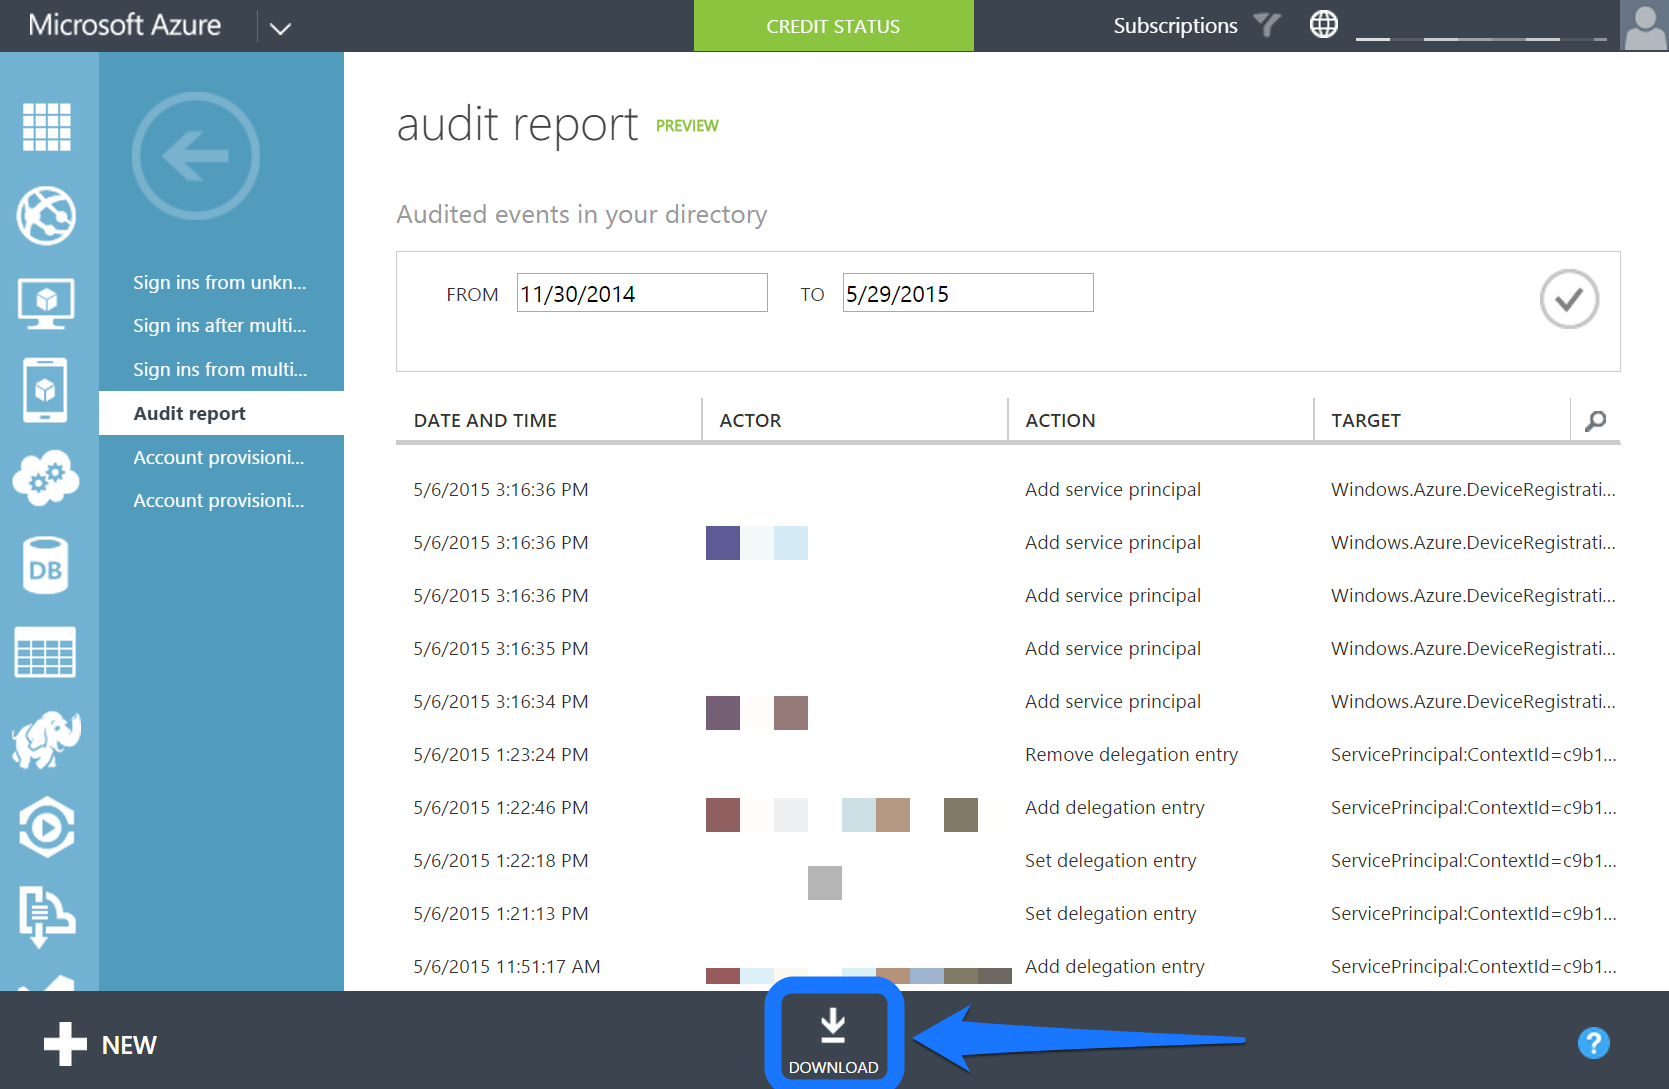 Microsoft Azure
CREDIT STATUS
Subscriptions
audit report PREVIEW
Audited events in your directory
Sign ins from unkn...
Sign ins after multi...
Sign ins from multi...
Audit report
Account provisioni...
Account provisioni...
FROM 11/30/2014 TO 5/29/2015
DATE AND TIME ACTOR ACTION TARGET
5/6/2015 3:16:36 PM Add service principal Windows.Azure.DeviceRegistrati...
5/6/2015 3:16:36 PM Add service principal Windows.Azure.DeviceRegistrati...
5/6/2015 3:16:36 PM Add service principal Windows.Azure.DeviceRegistrati...
5/6/2015 3:16:35 PM Add service principal Windows.Azure.DeviceRegistrati...
5/6/2015 3:16:34 PM Add service principal Windows.Azure.DeviceRegistrati...
5/6/2015 1:23:24 PM Remove delegation entry ServicePrincipal:ContextId=c9b1...
5/6/2015 1:22:46 PM Add delegation entry ServicePrincipal:ContextId=c9b1...
5/6/2015 1:22:18 PM Set delegation entry ServicePrincipal:ContextId=c9b1...
5/6/2015 1:21:13 PM Set delegation entry ServicePrincipal:ContextId=c9b1...
5/6/2015 11:51:17 AM Add delegation entry ServicePrincipal:ContextId=c9b1...
DB
NEW
DOWNLOAD
?